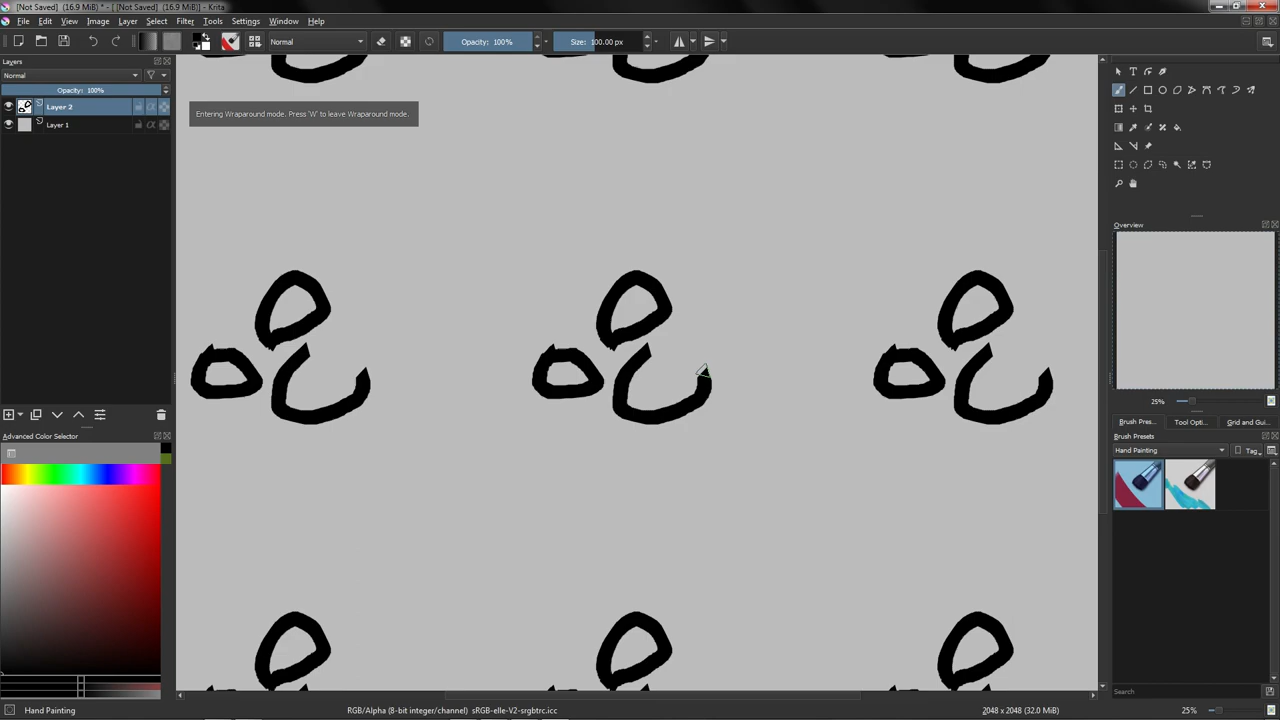 [Not Saved] (16.9 MiB) * - [ [Not Saved] (16.9 MiB)] - Krita
File Edit View Image Layer Select Filter Tools Settings Window Help
Normal Opacity: 100% Size: 100.00 px
Layers
Normal
Opacity: 100%
Layer 2
Layer 1
Entering Wraparound mode. Press 'W' to leave Wraparound mode.
Advanced Color Selector
Overview
25%
Brush Pres... Tool Opti... Grid and Gui...
Brush Presets
Hand Painting Tag
Search
Hand Painting RGB/Alpha (8-bit integer/channel) sRGB-elle-V2-srgbtrc.icc 2048 x 2048 (32.0 MiB) 25%